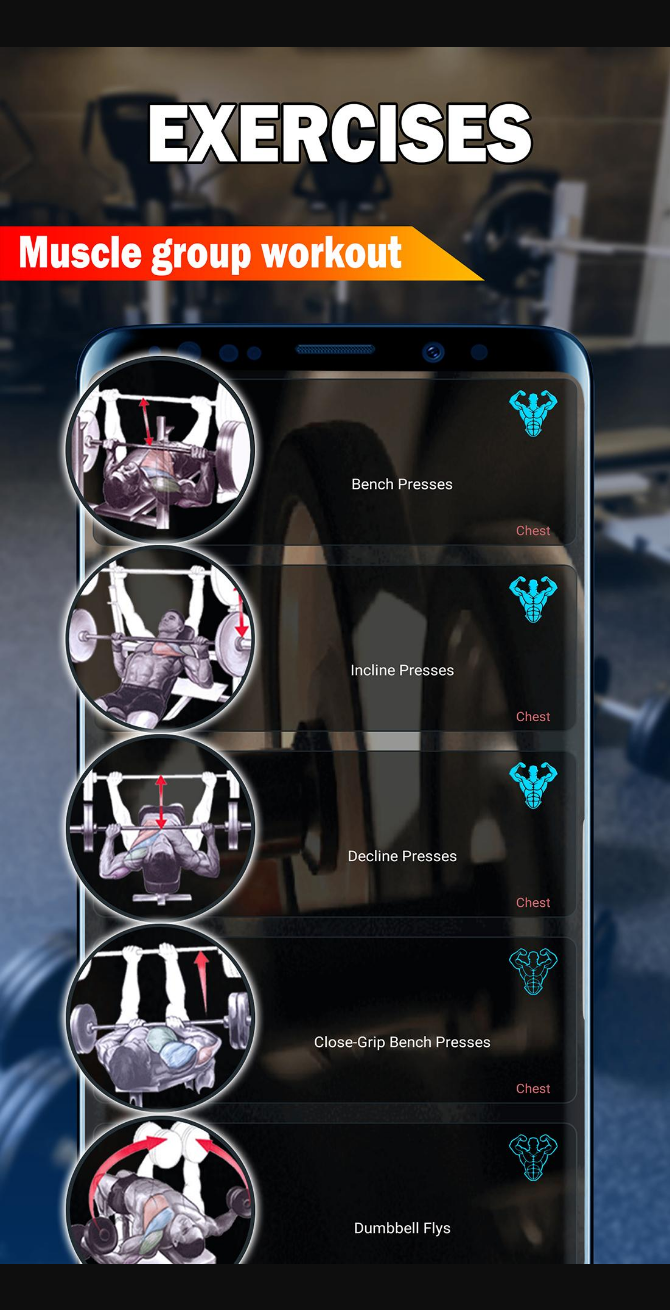 EXERCISES
Muscle group workout
Bench Presses
Chest
Incline Presses
Chest
Decline Presses
Chest
Close-Grip Bench Presses
Chest
Dumbbell Flys